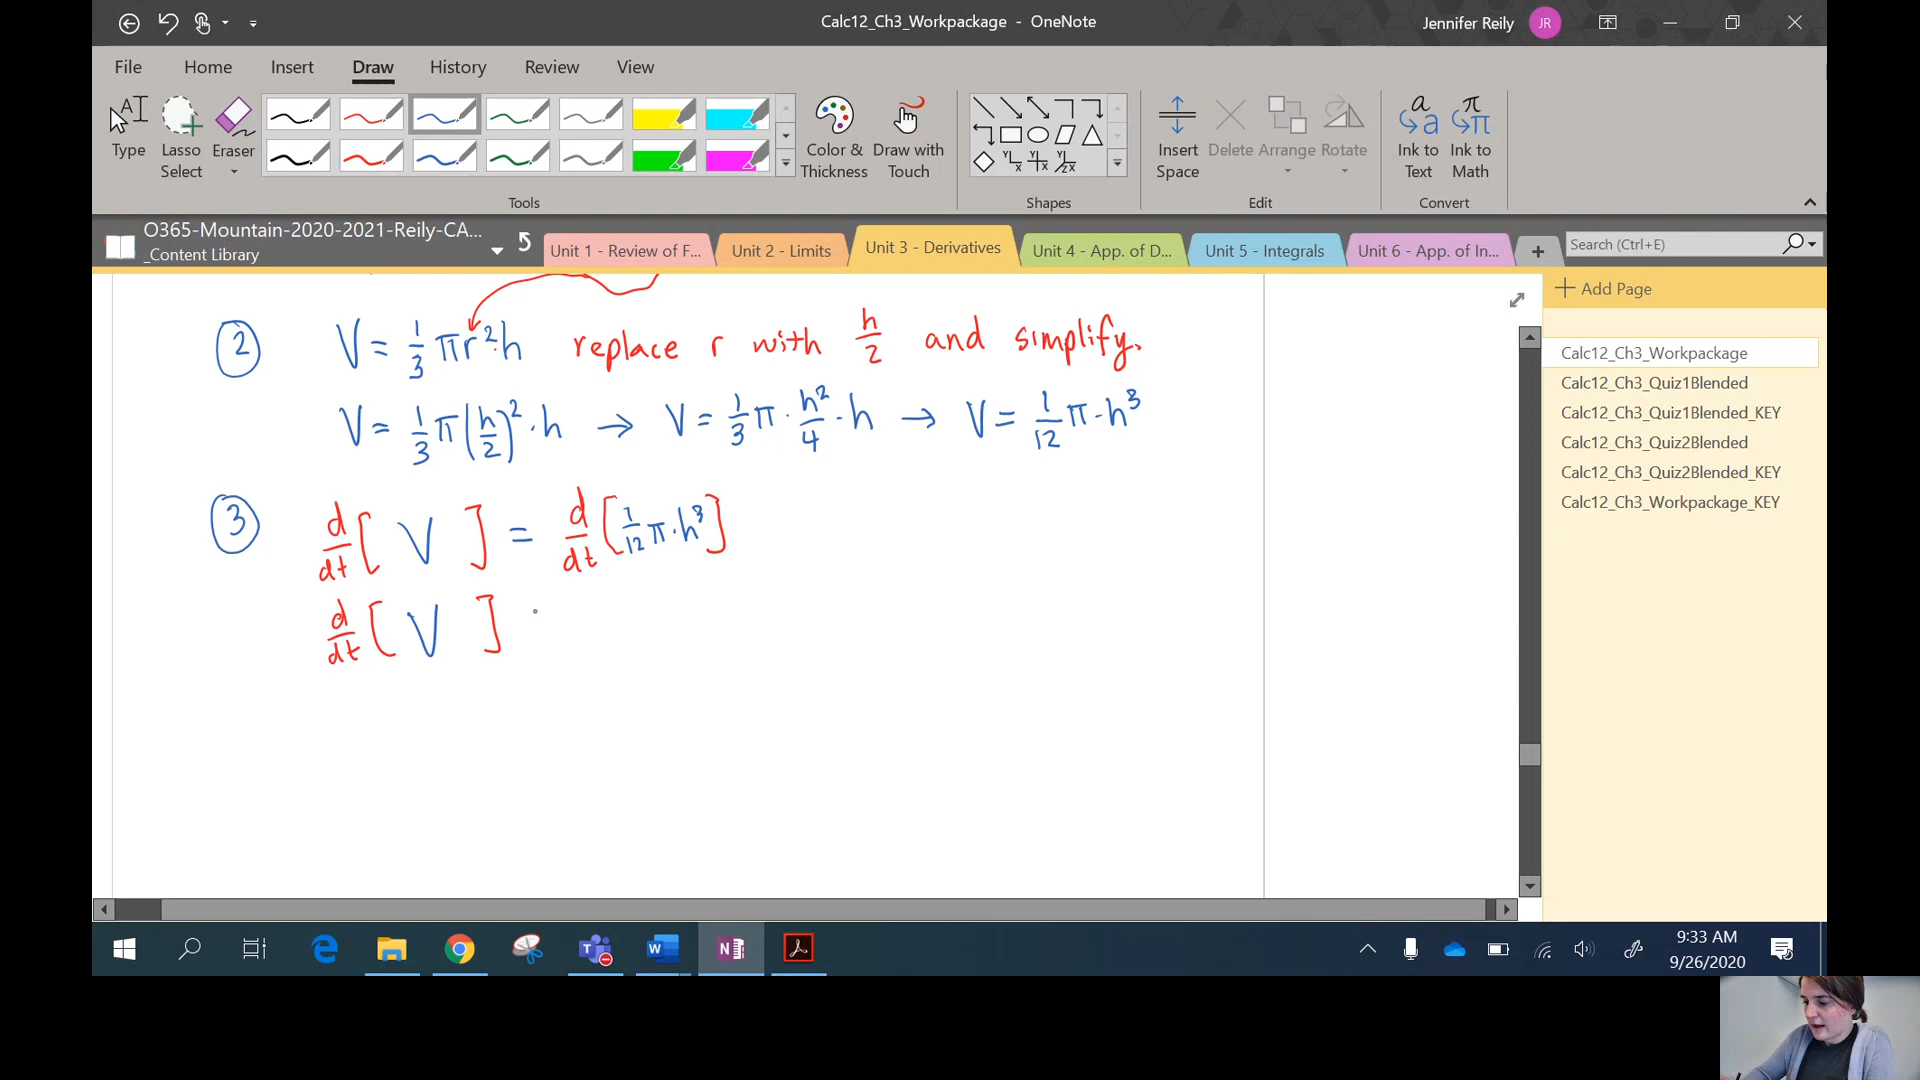 Calc12_Ch3_Workpackage - OneNote
Jennifer Reily JR
File Home Insert Draw History Review View
Type Lasso Select Eraser
Color & Thickness
Draw with Touch
Insert Space
Delete Arrange Rotate
Ink to Text
Ink to Math
Tools Shapes Edit Convert
O365-Mountain-2020-2021-Reily-CA...
_Content Library
Unit 1 - Review of F... Unit 2 - Limits Unit 3 - Derivatives Unit 4 - App. of D... Unit 5 - Integrals Unit 6 - App. of In... +
Search (Ctrl+E)
Add Page
Calc12_Ch3_Workpackage
Calc12_Ch3_Quiz1Blended
Calc12_Ch3_Quiz1Blended_KEY
Calc12_Ch3_Quiz2Blended
Calc12_Ch3_Quiz2Blended_KEY
Calc12_Ch3_Workpackage_KEY
② V = 1/3 πr²h replace r with h/2 and simplify.
V = 1/3 π(h/2)² · h → V = 1/3 π · h²/4 · h → V = 1/12 π · h³
③ d/dt [ V ] = d/dt [1/12 π · h³]
d/dt [ V ]
9:33 AM
9/26/2020